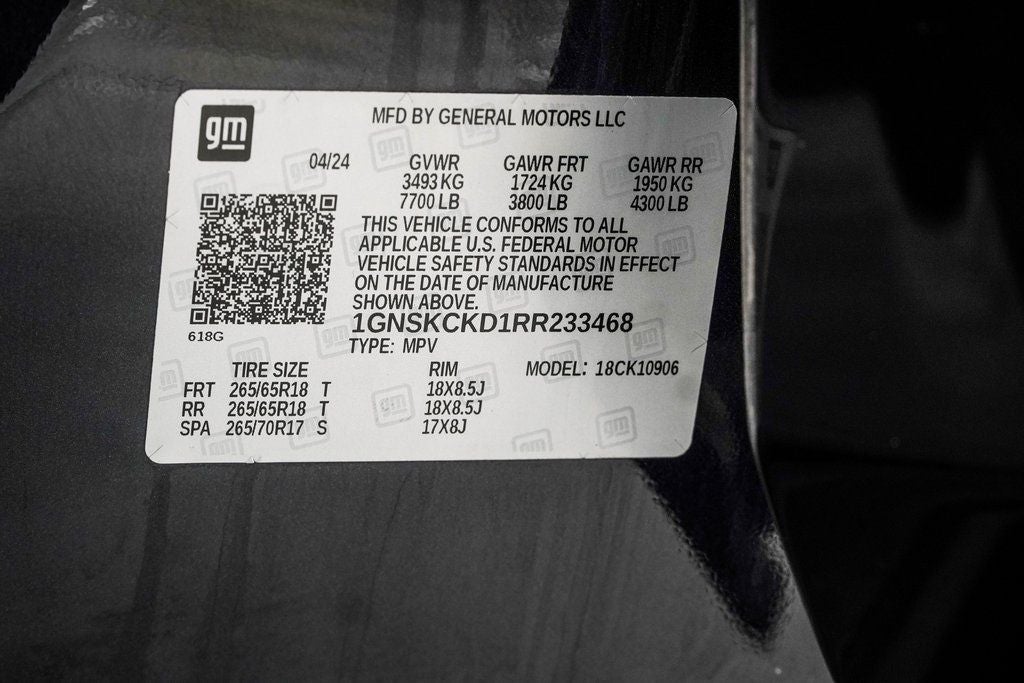 gm
MFD BY GENERAL MOTORS LLC
04/24 GVWR GAWR FRT GAWR RR
3493 KG 1724 KG 1950 KG
7700 LB 3800 LB 4300 LB
THIS VEHICLE CONFORMS TO ALL
APPLICABLE U.S. FEDERAL MOTOR
VEHICLE SAFETY STANDARDS IN EFFECT
ON THE DATE OF MANUFACTURE
SHOWN ABOVE.
618G
1GNSKCKD1RR233468
TYPE: MPV
TIRE SIZE RIM MODEL: 18CK10906
FRT 265/65R18 T 18X8.5J
RR 265/65R18 T 18X8.5J
SPA 265/70R17 S 17X8J